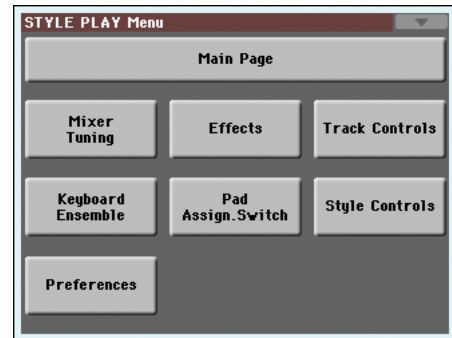 STYLE PLAY Menu
Main Page
Mixer
Tuning
Effects
Track Controls
Keyboard
Ensemble
Pad
Assign.Switch
Style Controls
Preferences